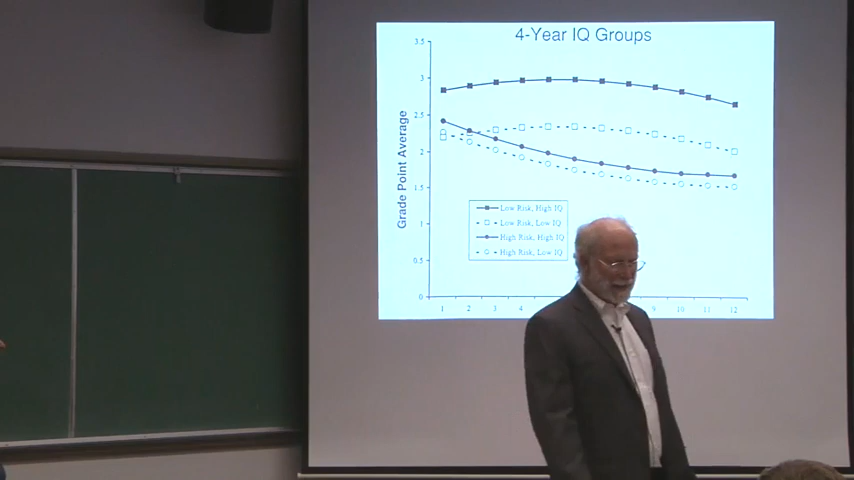 4-Year IQ Groups
3.5
3
2.5
2
1.5
1
0.5
0
Grade Point Average
Low Risk, High IQ
Low Risk, Low IQ
High Risk, High IQ
High Risk, Low IQ
1 2 3 4 9 10 11 12